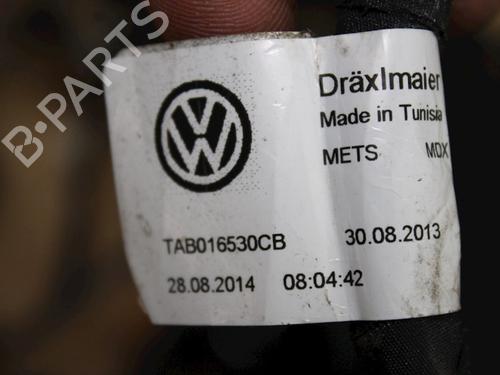 B-PARTS
Dräxlmaier
Made in Tunisia
METS MDX
TAB016530CB 30.08.2013
28.08.2014 08:04:42